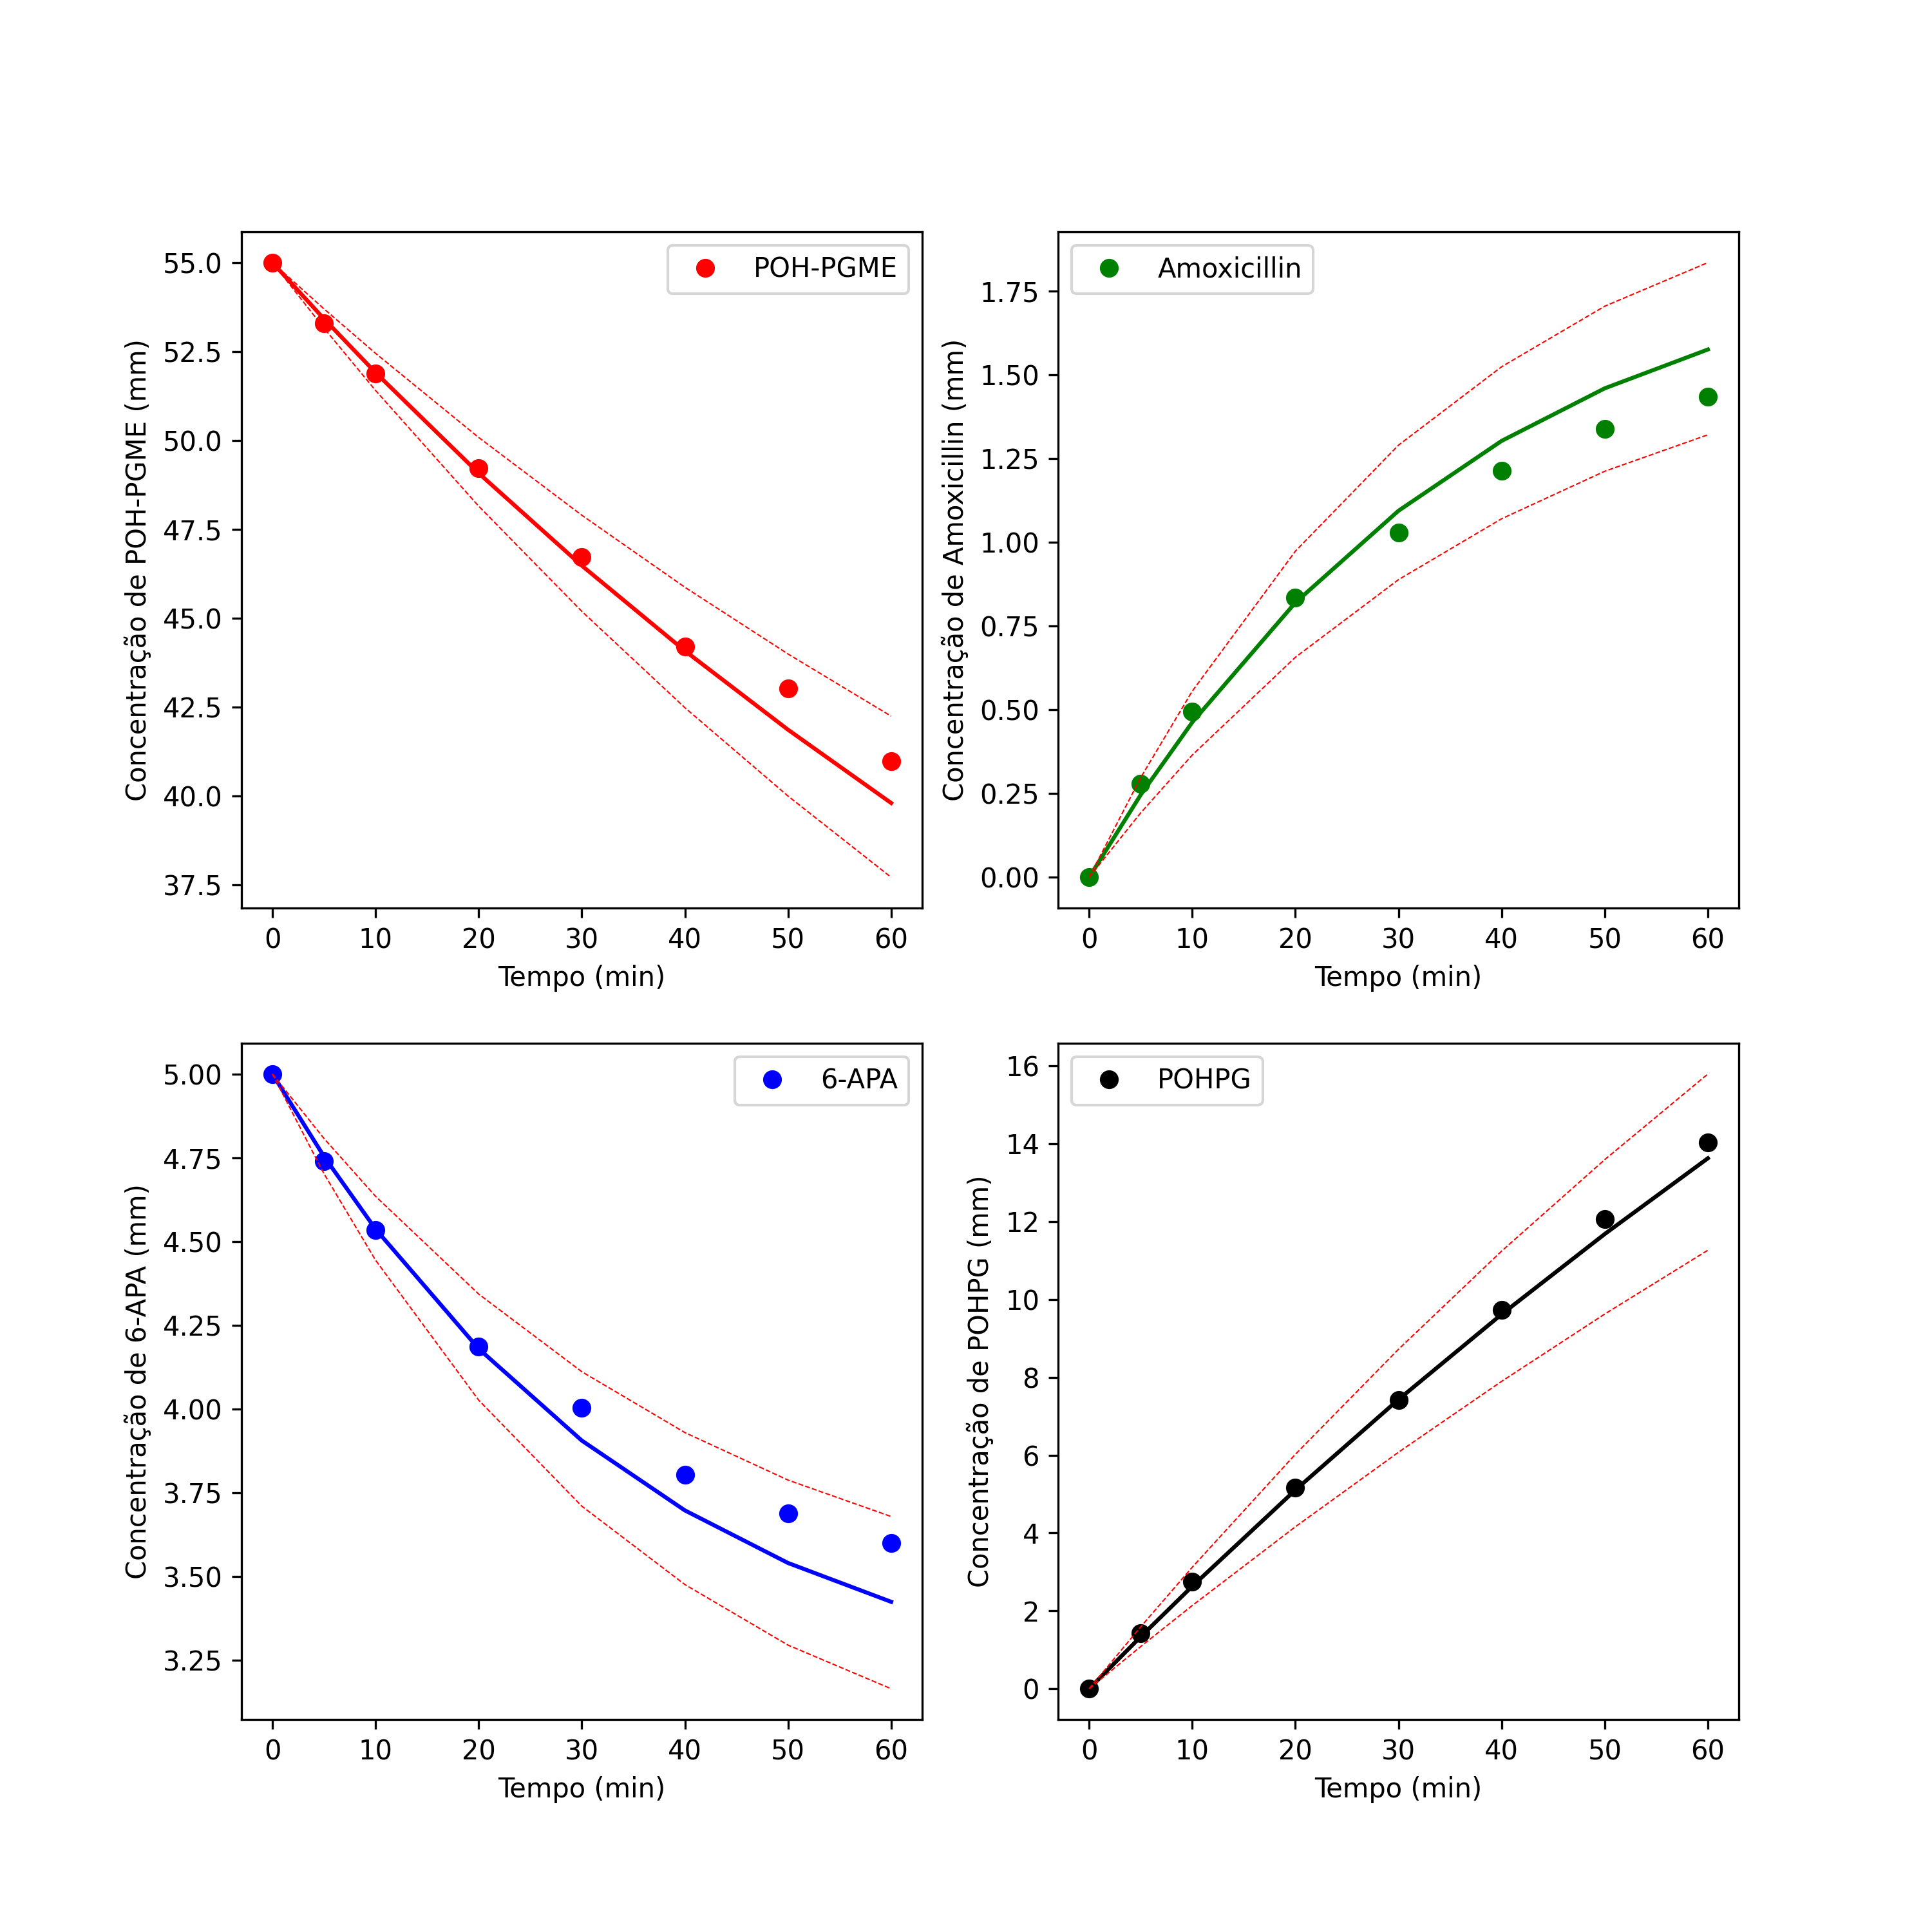 POH-PGME
Concentração de POH-PGME (mm)
55.0
52.5
50.0
47.5
45.0
42.5
40.0
37.5
0 10 20 30 40 50 60
Tempo (min)
Amoxicillin
Concentração de Amoxicillin (mm)
1.75
1.50
1.25
1.00
0.75
0.50
0.25
0.00
0 10 20 30 40 50 60
Tempo (min)
6-APA
Concentração de 6-APA (mm)
5.00
4.75
4.50
4.25
4.00
3.75
3.50
3.25
0 10 20 30 40 50 60
Tempo (min)
POHPG
Concentração de POHPG (mm)
16
14
12
10
8
6
4
2
0
0 10 20 30 40 50 60
Tempo (min)